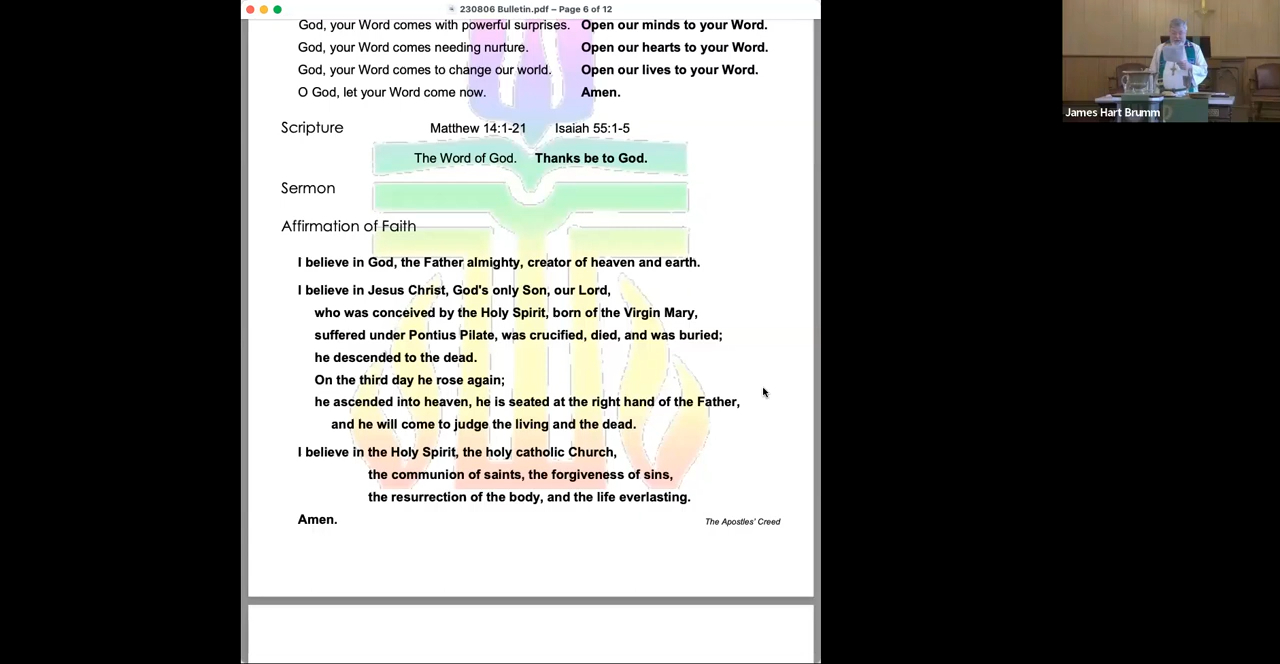 230806 Bulletin.pdf – Page 6 of 12
God, your Word comes with powerful surprises. Open our minds to your Word.
God, your Word comes needing nurture. Open our hearts to your Word.
God, your Word comes to change our world. Open our lives to your Word.
O God, let your Word come now. Amen.
James Hart Brumm
Scripture Matthew 14:1-21 Isaiah 55:1-5
The Word of God. Thanks be to God.
Sermon
Affirmation of Faith
I believe in God, the Father almighty, creator of heaven and earth.
I believe in Jesus Christ, God's only Son, our Lord,
who was conceived by the Holy Spirit, born of the Virgin Mary,
suffered under Pontius Pilate, was crucified, died, and was buried;
he descended to the dead.
On the third day he rose again;
he ascended into heaven, he is seated at the right hand of the Father,
and he will come to judge the living and the dead.
I believe in the Holy Spirit, the holy catholic Church,
the communion of saints, the forgiveness of sins,
the resurrection of the body, and the life everlasting.
Amen.
The Apostles' Creed